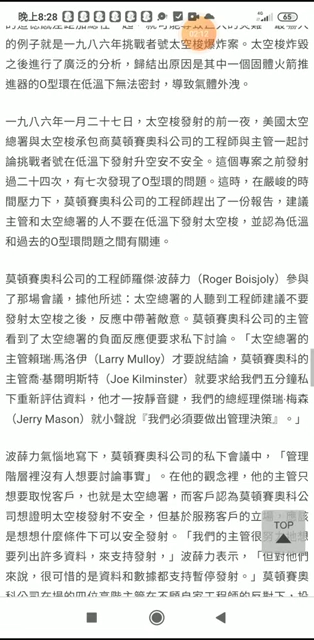 晚上8:28
4G
65
02:12
的例子就是一九八六年挑戰者號太空梭爆炸案。太空梭炸毀
之後進行了廣泛的分析，歸結出原因是其中一個固體火箭推
進器的O型環在低溫下無法密封，導致氣體外洩。
一九八六年一月二十七日，太空梭發射的前一夜，美國太空
總署與太空梭承包商莫頓賽奧科公司的工程師與主管一起討
論挑戰者號在低溫下發射升空安不安全。這個專案之前發射
過二十四次，有七次發現了O型環的問題。這時，在嚴峻的時
間壓力下，莫頓賽奧科公司的工程師趕出了一份報告，建議
主管和太空總署的人不要在低溫下發射太空梭，並認為低溫
和過去的O型環問題之間有關連。
莫頓賽奧科公司的工程師羅傑·波薛力（Roger Boisjoly）參與
了那場會議，據他所述：太空總署的人聽到工程師建議不要
發射太空梭之後，反應中帶著敵意。莫頓賽奧科公司的主管
看到了太空總署的負面反應便要求私下討論。「太空總署的
主管賴瑞·馬洛伊（Larry Mulloy）才要說結論，莫頓賽奧科的
主管喬·基爾明斯特（Joe Kilminster）就要求給我們五分鐘私
下重新評估資料，他才一按靜音鍵，我們的總經理傑瑞·梅森
（Jerry Mason）就小聲說『我們必須要做出管理決策』。」
波薛力氣惱地寫下，莫頓賽奧科公司的私下會議中，「管理
階層裡沒有人想要討論事實」。在他的觀念裡，他的主管只
想要取悅客戶，也就是太空總署，而客戶認為莫頓賽奧科公
司想證明太空梭發射不安全，但基於服務客戶的立場，應該
是想想什麼條件下可以安全發射。「我們的主管很努力地想
要列出許多資料，來支持發射，」波薛力表示，「但對他們
來說，很可惜的是資料和數據都支持暫停發射。」莫頓賽奧
TOP